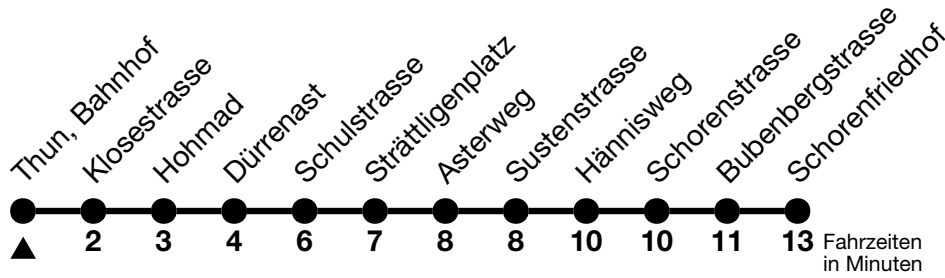 Thun, Bahnhof
Klosestrasse
Hohmad
Dürrenast
Schulstrasse
Strättligenplatz
Asterweg
Sustenstrasse
Hännisweg
Schorenstrasse
Bubenbergstrasse
Schorenfriedhof
2 3 4 6 7 8 8 10 10 11 13 Fahrzeiten
in Minuten